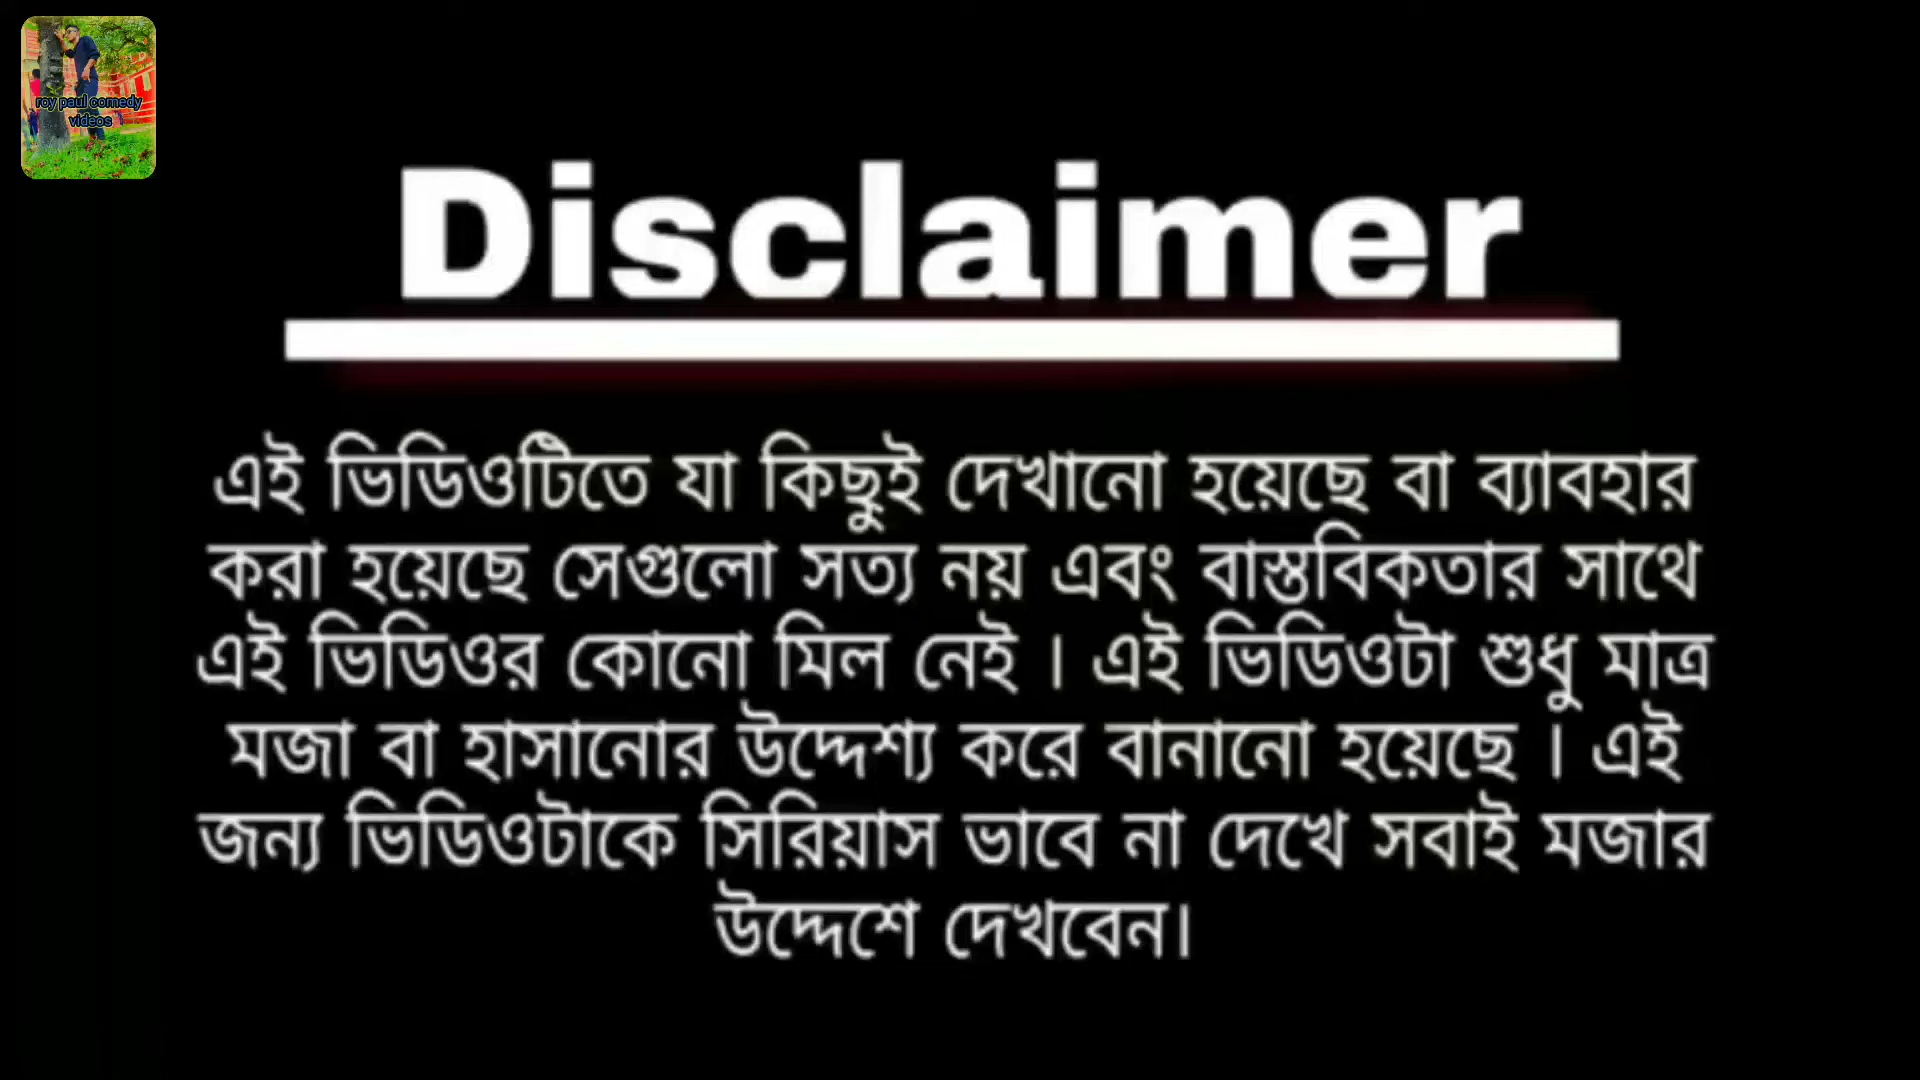 roy paul comedy
videos
Disclaimer
এই ভিডিওটিতে যা কিছুই দেখানো হয়েছে বা ব্যাবহার
করা হয়েছে সেগুলো সত্য নয় এবং বাস্তবিকতার সাথে
এই ভিডিওর কোনো মিল নেই । এই ভিডিওটা শুধু মাত্র
মজা বা হাসানোর উদ্দেশ্য করে বানানো হয়েছে । এই
জন্য ভিডিওটাকে সিরিয়াস ভাবে না দেখে সবাই মজার
উদ্দেশে দেখবেন।